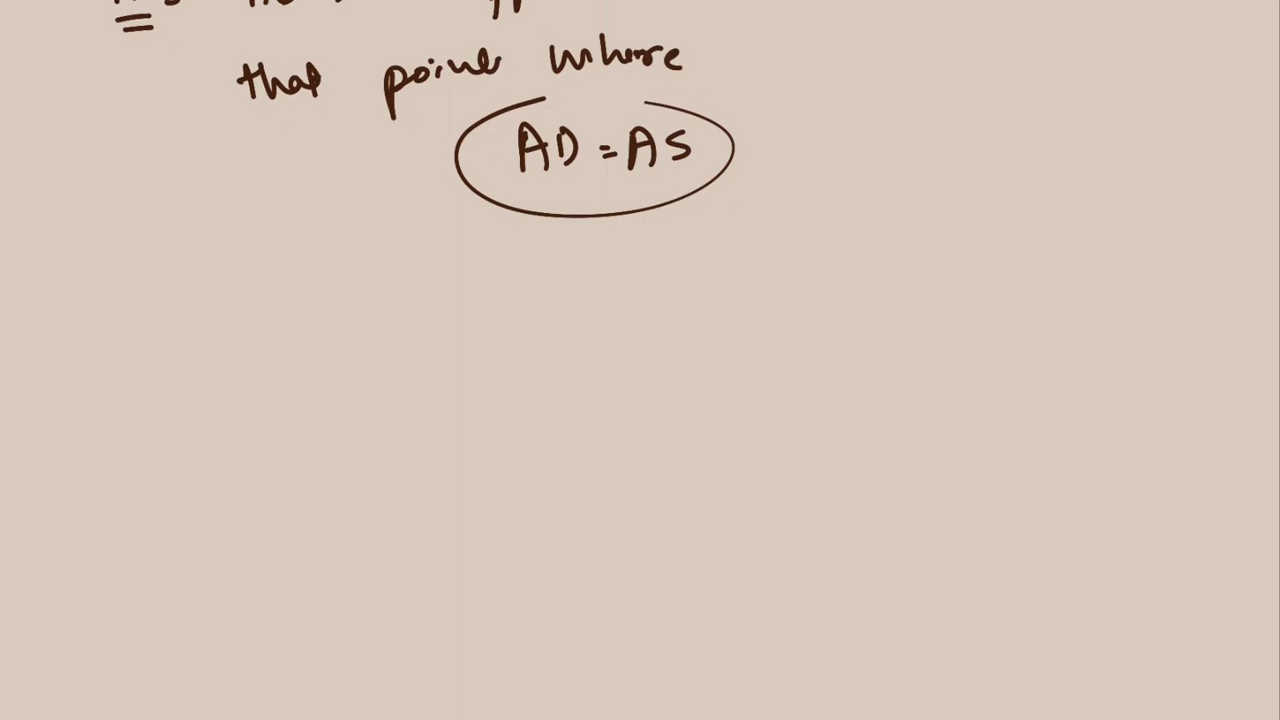 that point where
AD = AS